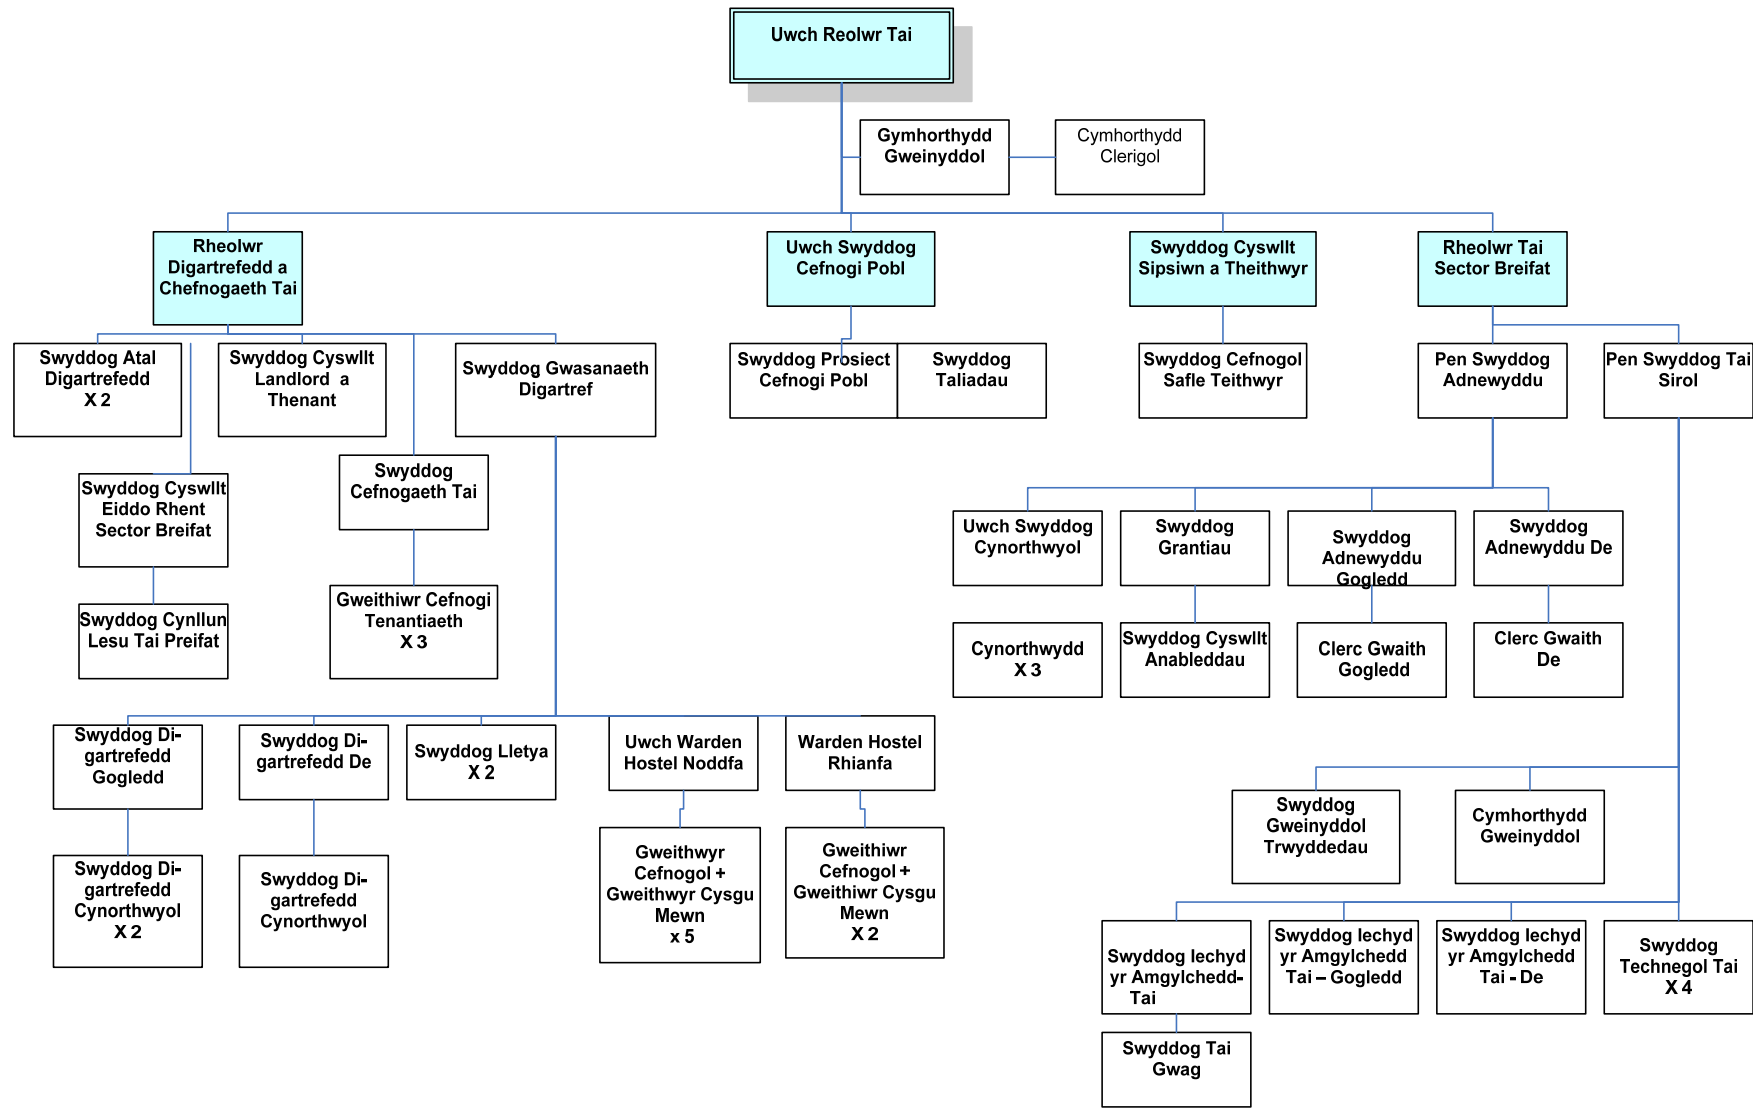 Uwch Reolwr Tai
Gymhorthydd
Gweinyddol
Cymhorthydd
Clerigol
Rheolwr
Digartrefedd a
Chefnogaeth Tai
Uwch Swyddog
Cefnogi Pobl
Swyddog Cyswllt
Sipsiwn a Theithwyr
Rheolwr Tai
Sector Breifat
Swyddog Atal
Digartrefedd
X 2
Swyddog Cyswllt
Landlord a
Thenant
Swyddog Gwasanaeth
Digartref
Swyddog Prosiect
Cefnogi Pobl
Swyddog
Taliadau
Swyddog Cefnogol
Safle Teithwyr
Pen Swyddog
Adnewyddu
Pen Swyddog Tai
Sirol
Swyddog Cyswllt
Eiddo Rhent
Sector Breifat
Swyddog
Cefnogaeth Tai
Uwch Swyddog
Cynorthwyol
Swyddog
Grantiau
Swyddog
Adnewyddu
Gogledd
Swyddog
Adnewyddu De
Swyddog Cynllun
Lesu Tai Preifat
Gweithiwr Cefnogi
Tenantiaeth
X 3
Cynorthwydd
X 3
Swyddog Cyswllt
Anableddau
Clerc Gwaith
Gogledd
Clerc Gwaith
De
Swyddog Di-
gartrefedd
Gogledd
Swyddog Di-
gartrefedd De
Swyddog Lletya
X 2
Uwch Warden
Hostel Noddfa
Warden Hostel
Rhianfa
Swyddog
Gweinyddol
Trwyddedau
Cymhorthydd
Gweinyddol
Swyddog Di-
gartrefedd
Cynorthwyol
X 2
Swyddog Di-
gartrefedd
Cynorthwyol
Gweithwyr
Cefnogol +
Gweithwyr Cysgu
Mewn
x 5
Gweithiwr
Cefnogol +
Gweithiwr Cysgu
Mewn
X 2
Swyddog Iechyd
yr Amgylchedd-
Tai
Swyddog Iechyd
yr Amgylchedd
Tai – Gogledd
Swyddog Iechyd
yr Amgylchedd
Tai - De
Swyddog
Technegol Tai
X 4
Swyddog Tai
Gwag